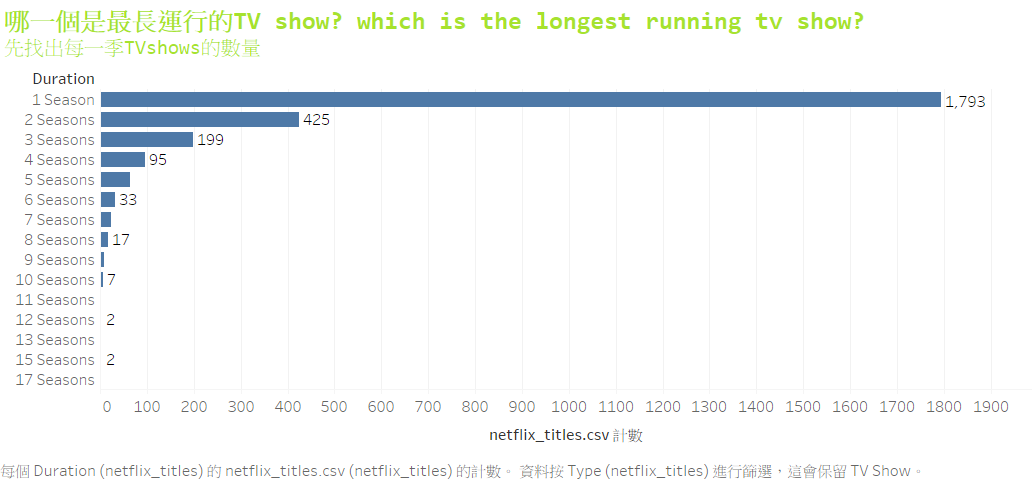 哪一個是最長運行的TV show? which is the longest running tv show?
先找出每一季TVshows的數量
Duration
1 Season 1,793
2 Seasons 425
3 Seasons 199
4 Seasons 95
5 Seasons
6 Seasons 33
7 Seasons
8 Seasons 17
9 Seasons
10 Seasons 7
11 Seasons
12 Seasons 2
13 Seasons
15 Seasons 2
17 Seasons
0 100 200 300 400 500 600 700 800 900 1000 1100 1200 1300 1400 1500 1600 1700 1800 1900
netflix_titles.csv 計數
每個 Duration (netflix_titles) 的 netflix_titles.csv (netflix_titles) 的計數。 資料按 Type (netflix_titles) 進行篩選，這會保留 TV Show。